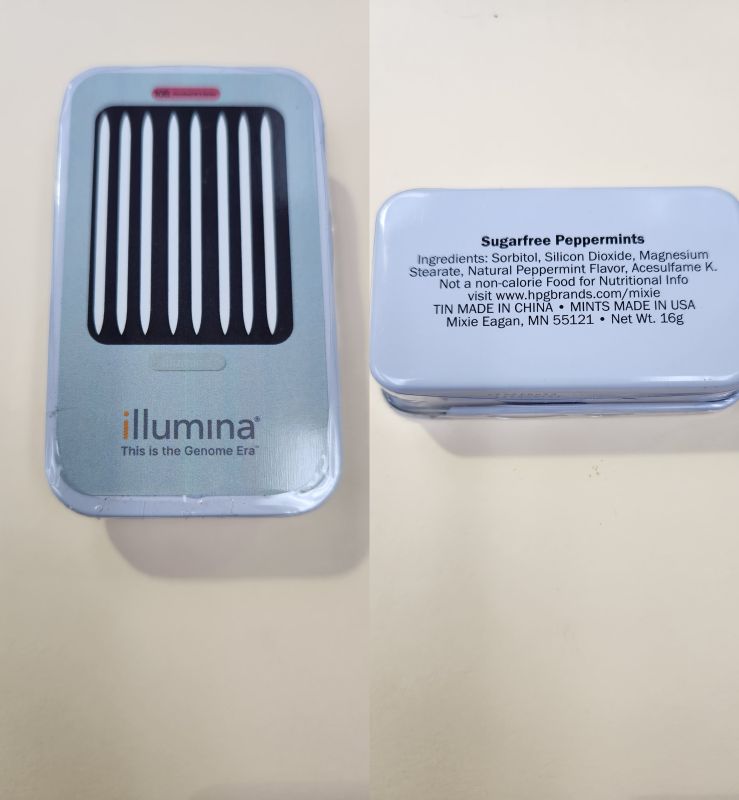 illumina®
This is the Genome Era™
Sugarfree Peppermints
Ingredients: Sorbitol, Silicon Dioxide, Magnesium
Stearate, Natural Peppermint Flavor, Acesulfame K.
Not a non-calorie Food for Nutritional Info
visit www.hpgbrands.com/mixie
TIN MADE IN CHINA • MINTS MADE IN USA
Mixie Eagan, MN 55121 • Net Wt. 16g